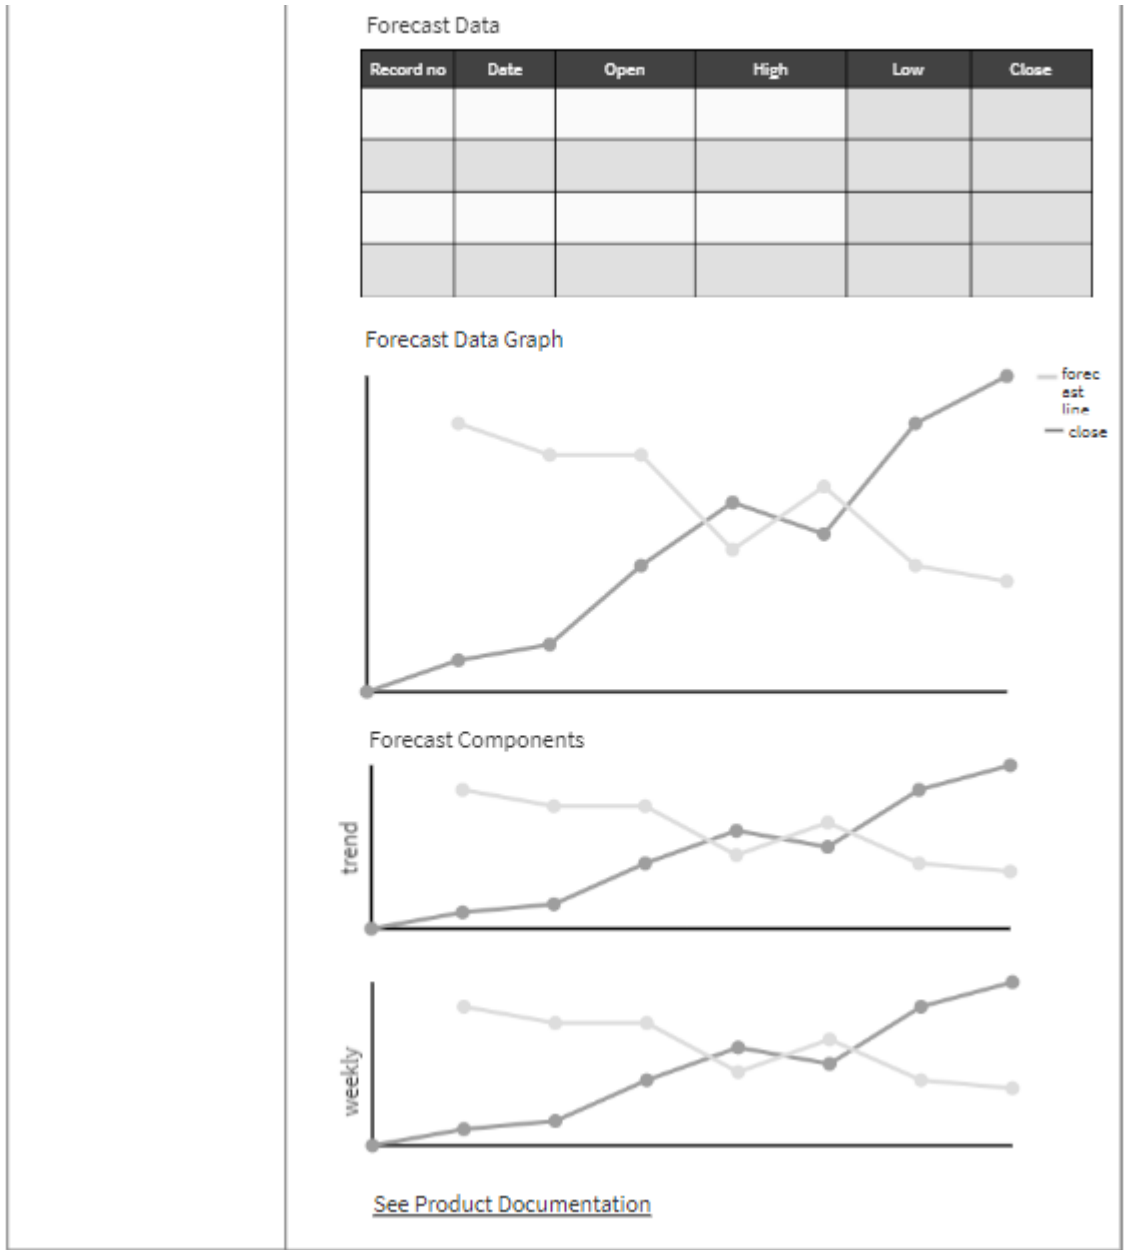 Forecast Data
Record no Date Open High Low Close
Forecast Data Graph
forec
ast
line
close
Forecast Components
trend
weekly
See Product Documentation